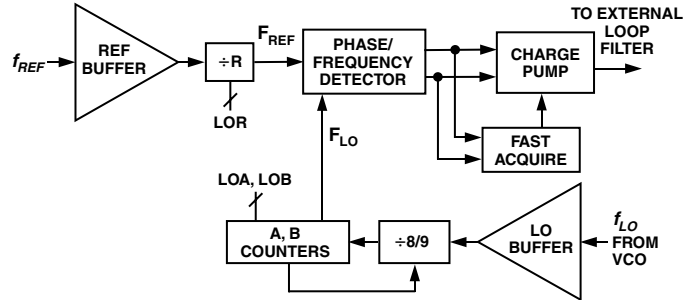 TO EXTERNAL
LOOP
FILTER
f_REF
REF
BUFFER
÷R
F_REF
PHASE/
FREQUENCY
DETECTOR
CHARGE
PUMP
LOR
F_LO
FAST
ACQUIRE
LOA, LOB
A, B
COUNTERS
÷8/9
LO
BUFFER
f_LO
FROM
VCO